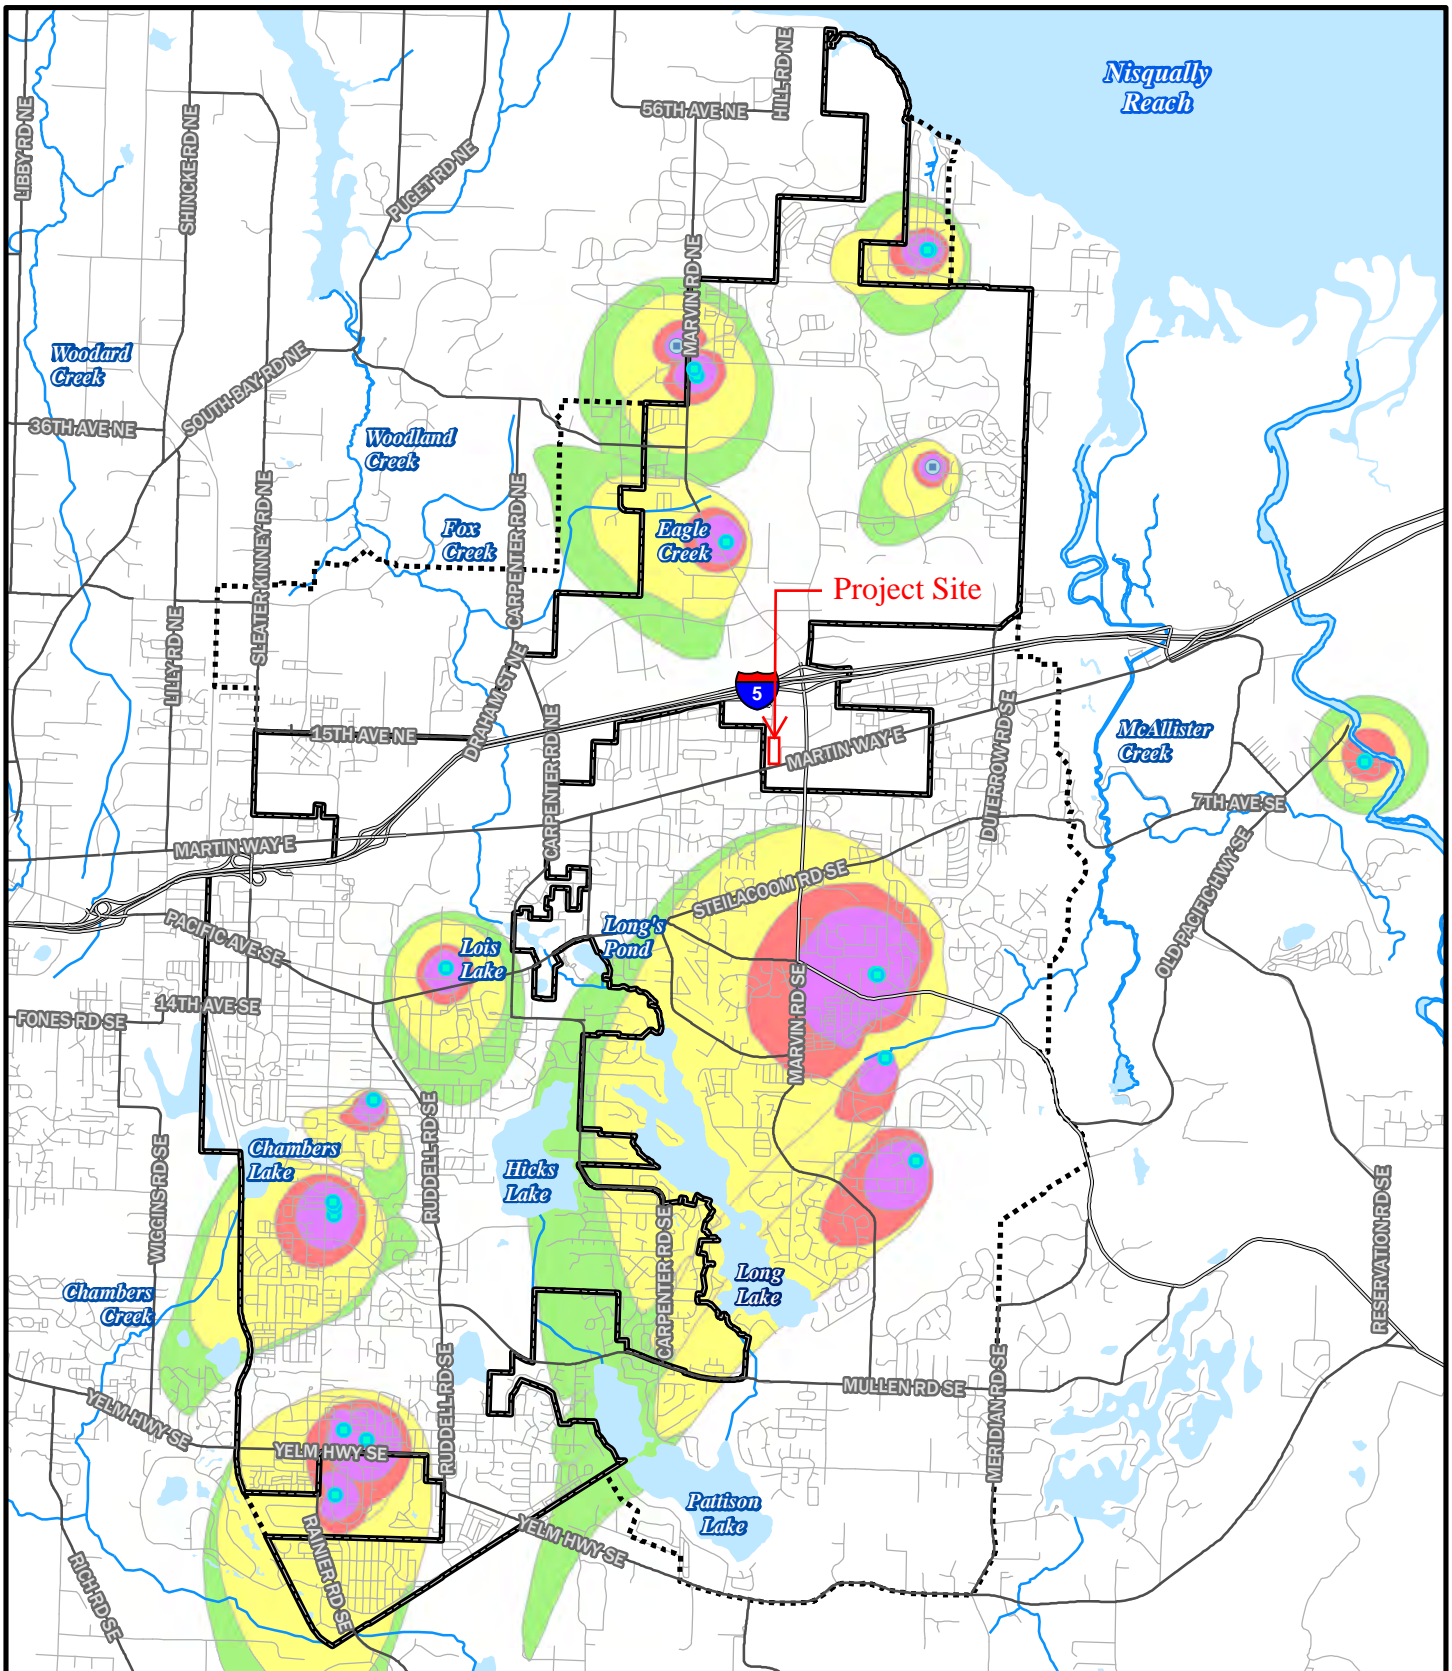 Nisqually
Reach
HILL RD NE
56TH AVE NE
LIBBY RD NE
SHINCKE RD NE
PUGET RD NE
MARVIN RD NE
Woodard
Creek
SOUTH BAY RD NE
36TH AVE NE
Woodland
Creek
SLEATER KINNEY RD NE
CARPENTER RD NE
Fox
Creek
Eagle
Creek
Project Site
LILLY RD NE
DRAHAM ST NE
5
15TH AVE NE
CARPENTER RD NE
MARTIN WAY E
DUTERROW RD SE
McAllister
Creek
7TH AVE SE
MARTIN WAY E
OLD PACIFIC HWY SE
STEILACOOM RD SE
PACIFIC AVE SE
Lois
Lake
Long's
Pond
14TH AVE SE
FONES RD SE
MARVIN RD SE
RUDDELL RD SE
Chambers
Lake
Hicks
Lake
WIGGINS RD SE
CARPENTER RD SE
RESERVATION RD SE
Long
Lake
Chambers
Creek
RUDDELL RD SE
MULLEN RD SE
MERIDIAN RD SE
YELM HWY SE
YELM HWY SE
Pattison
Lake
YELM HWY SE
RAINIER RD SE
RICH RD SE